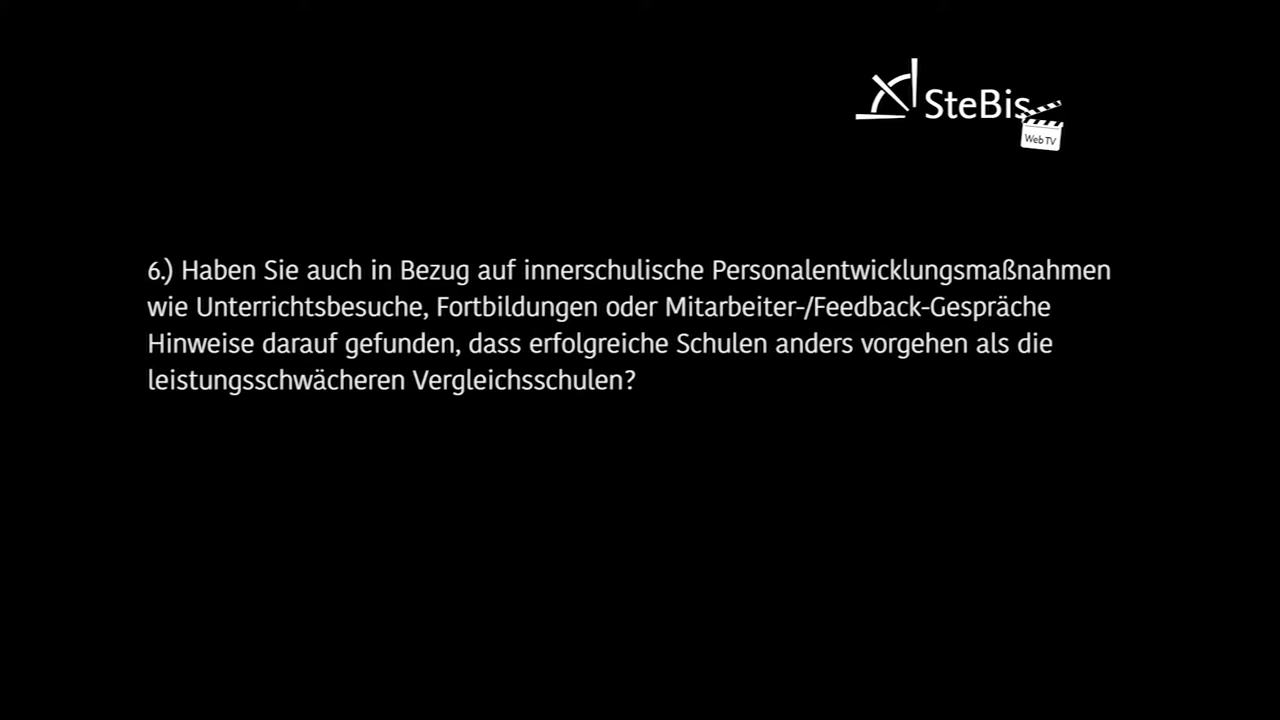 SteBis
Web TV
6.) Haben Sie auch in Bezug auf innerschulische Personalentwicklungsmaßnahmen
wie Unterrichtsbesuche, Fortbildungen oder Mitarbeiter-/Feedback-Gespräche
Hinweise darauf gefunden, dass erfolgreiche Schulen anders vorgehen als die
leistungsschwächeren Vergleichsschulen?